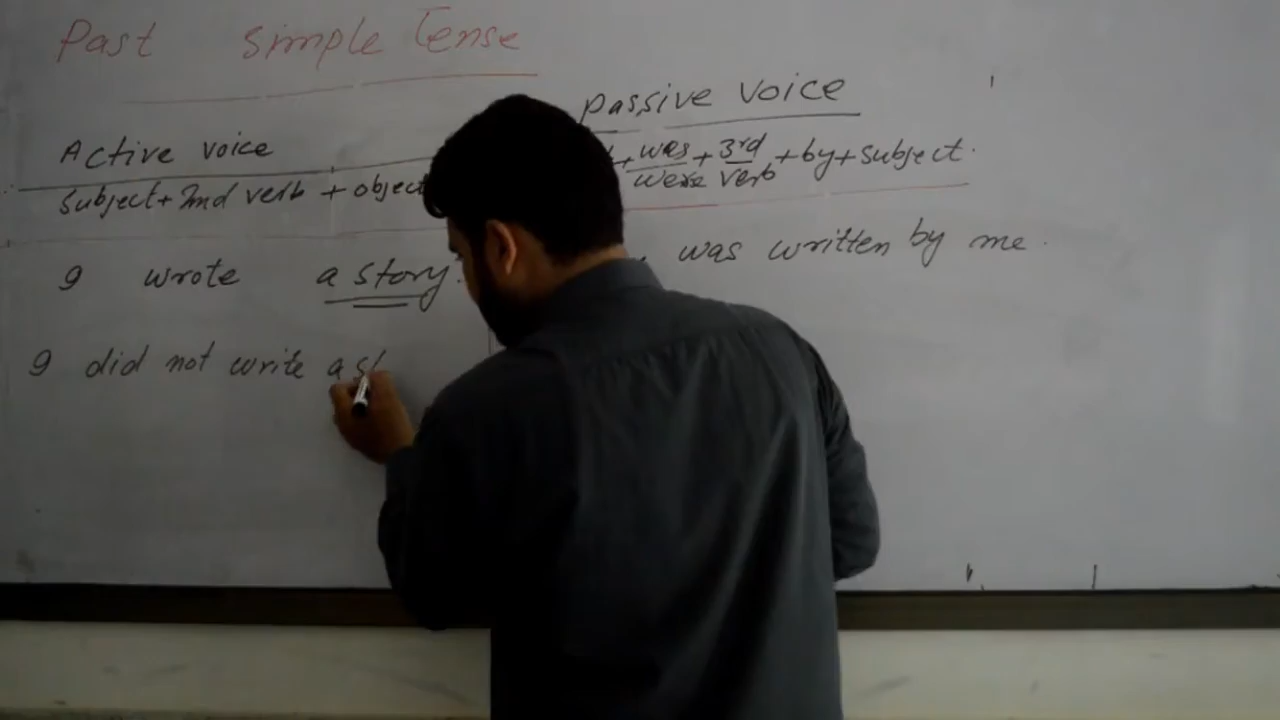 Past simple Tense
Passive voice
Active voice
+ was + 3rd + by + subject.
were verb
subject + 2nd verb + object
was written by me.
I wrote a story.
I did not write a st